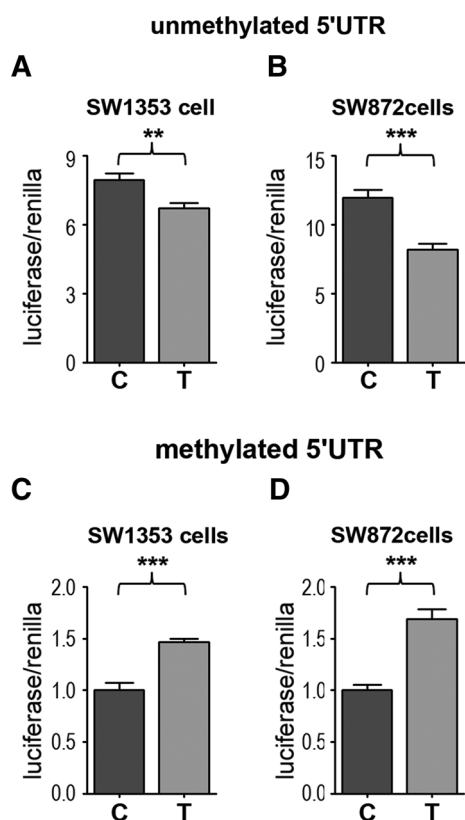 unmethylated 5'UTR
A
B
SW1353 cell
SW872cells
**
***
luciferase/renilla
9
6
3
0
C
T
luciferase/renilla
15
10
5
0
C
T
methylated 5'UTR
C
D
SW1353 cells
SW872cells
***
***
luciferase/renilla
2.0
1.5
1.0
0.5
0.0
C
T
luciferase/renilla
2.0
1.5
1.0
0.5
0.0
C
T